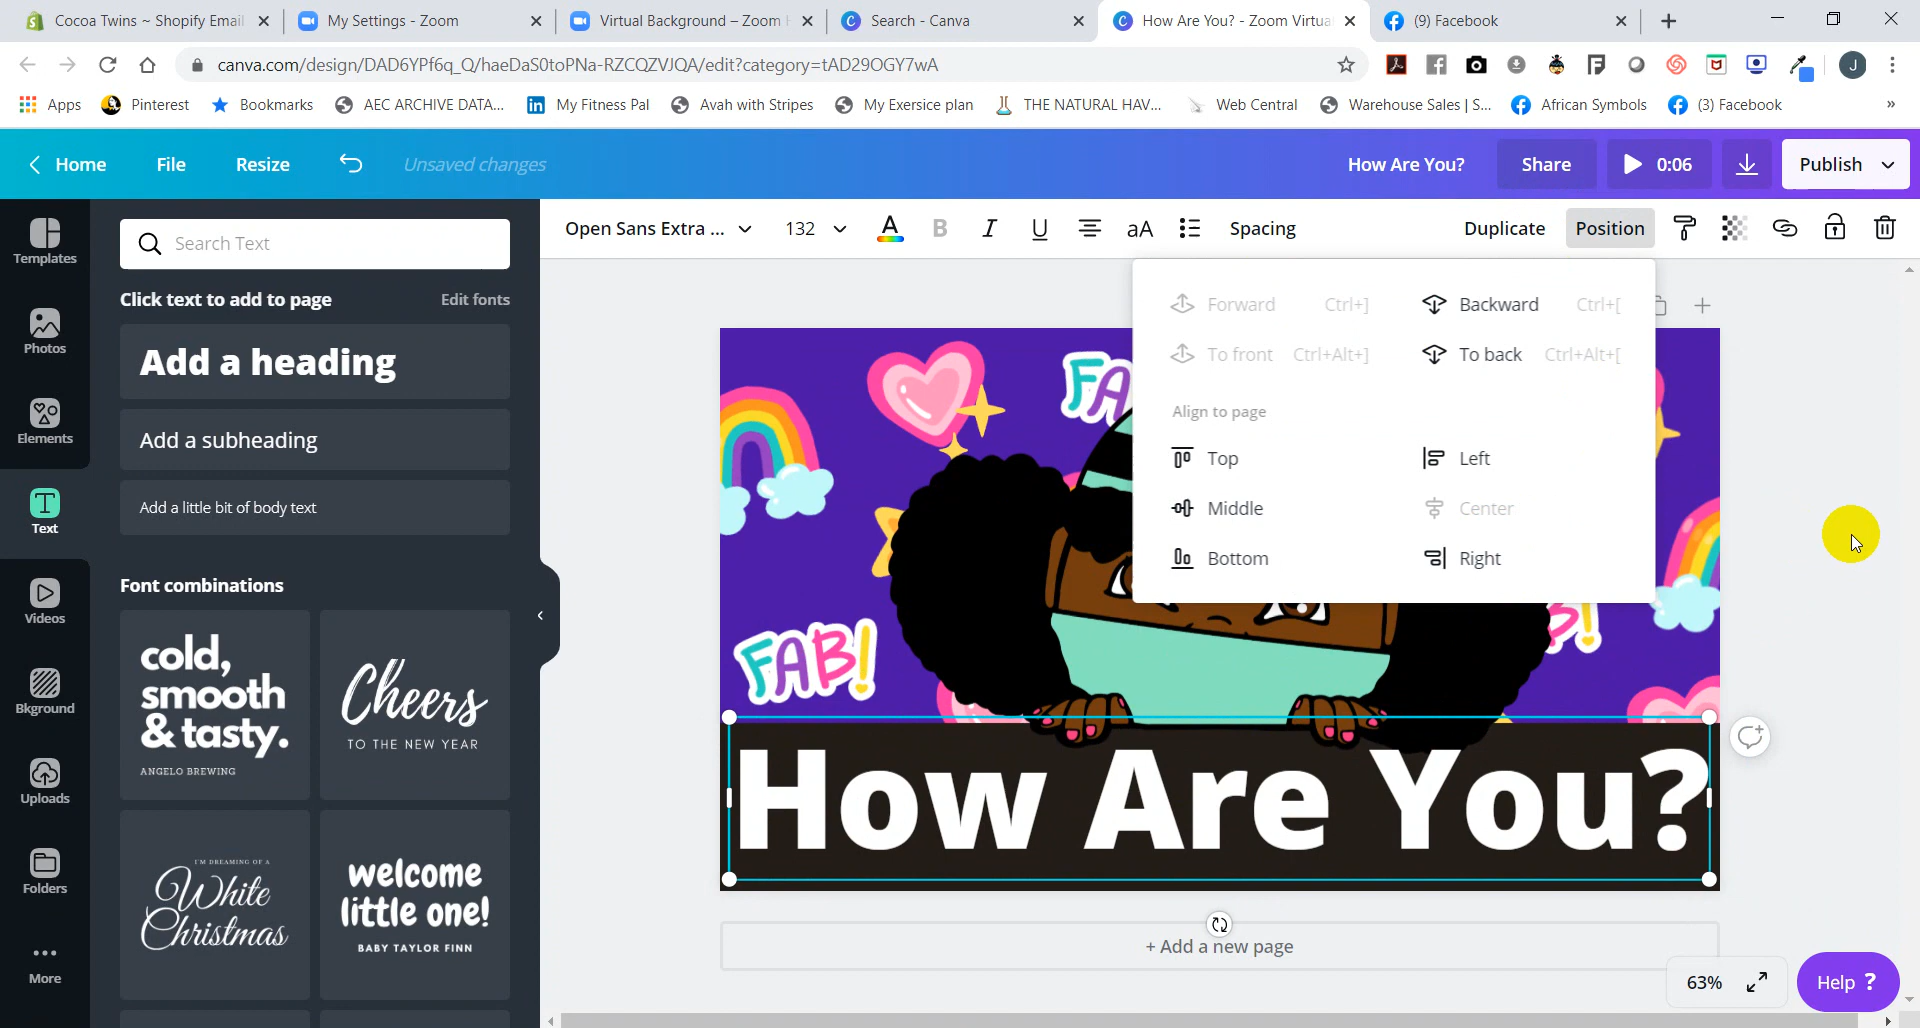 Cocoa Twins ~ Shopify Email
My Settings - Zoom
Virtual Background – Zoom H
Search - Canva
How Are You? - Zoom Virtua
(9) Facebook
canva.com/design/DAD6YPf6q_Q/haeDaS0toPNa-RZCQZVJQA/edit?category=tAD29OGY7wA
J
Apps
Pinterest
Bookmarks
AEC ARCHIVE DATA...
My Fitness Pal
Avah with Stripes
My Exersice plan
THE NATURAL HAV...
Web Central
Warehouse Sales | S...
African Symbols
(3) Facebook
»
Home
File
Resize
Unsaved changes
How Are You?
Share
0:06
Publish
Templates
Photos
Elements
Text
Videos
Bkground
Uploads
Folders
More
Search Text
Click text to add to page
Edit fonts
Add a heading
Add a subheading
Add a little bit of body text
Font combinations
cold,
smooth
& tasty.
ANGELO BREWING
Cheers
TO THE NEW YEAR
I'M DREAMING OF A
White
Christmas
welcome
little one!
BABY TAYLOR FINN
Open Sans Extra ...
132
A
B
I
U
aA
Spacing
Duplicate
Position
Forward Ctrl+]
Backward Ctrl+[
To front Ctrl+Alt+]
To back Ctrl+Alt+[
Align to page
Top
Left
Middle
Center
Bottom
Right
FA
FAB!
B!
How Are You?
+ Add a new page
63%
Help ?